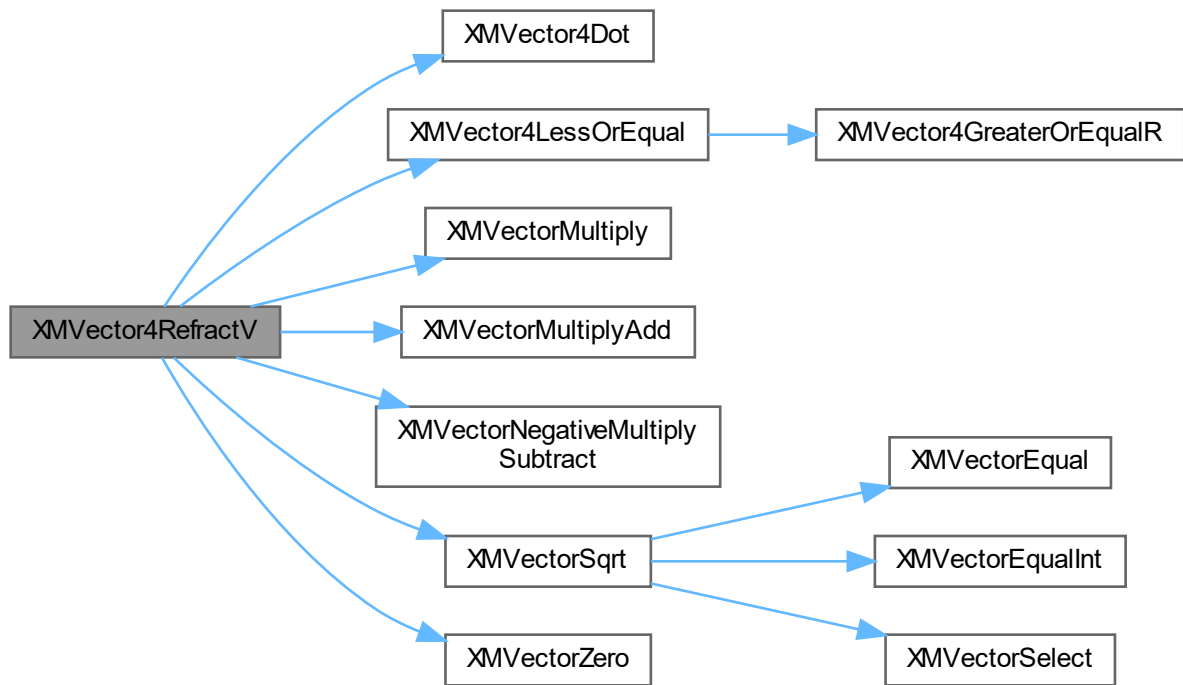 XMVector4Dot
XMVector4LessOrEqual
XMVector4GreaterOrEqualR
XMVectorMultiply
XMVector4RefractV
XMVectorMultiplyAdd
XMVectorNegativeMultiply
Subtract
XMVectorEqual
XMVectorSqrt
XMVectorEqualInt
XMVectorZero
XMVectorSelect